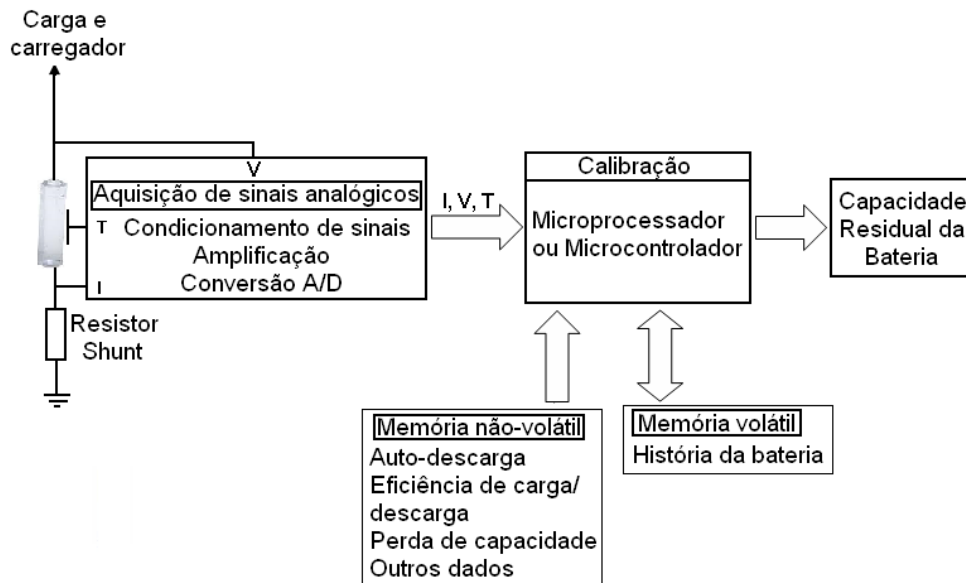 Carga e
carregador
V
Aquisição de sinais analógicos
T
Condicionamento de sinais
Amplificação
Conversão A/D
I
Resistor
Shunt
I, V, T
Calibração
Microprocessador
ou Microcontrolador
Capacidade
Residual da
Bateria
Memória não-volátil
Auto-descarga
Eficiência de carga/
descarga
Perda de capacidade
Outros dados
Memória volátil
História da bateria